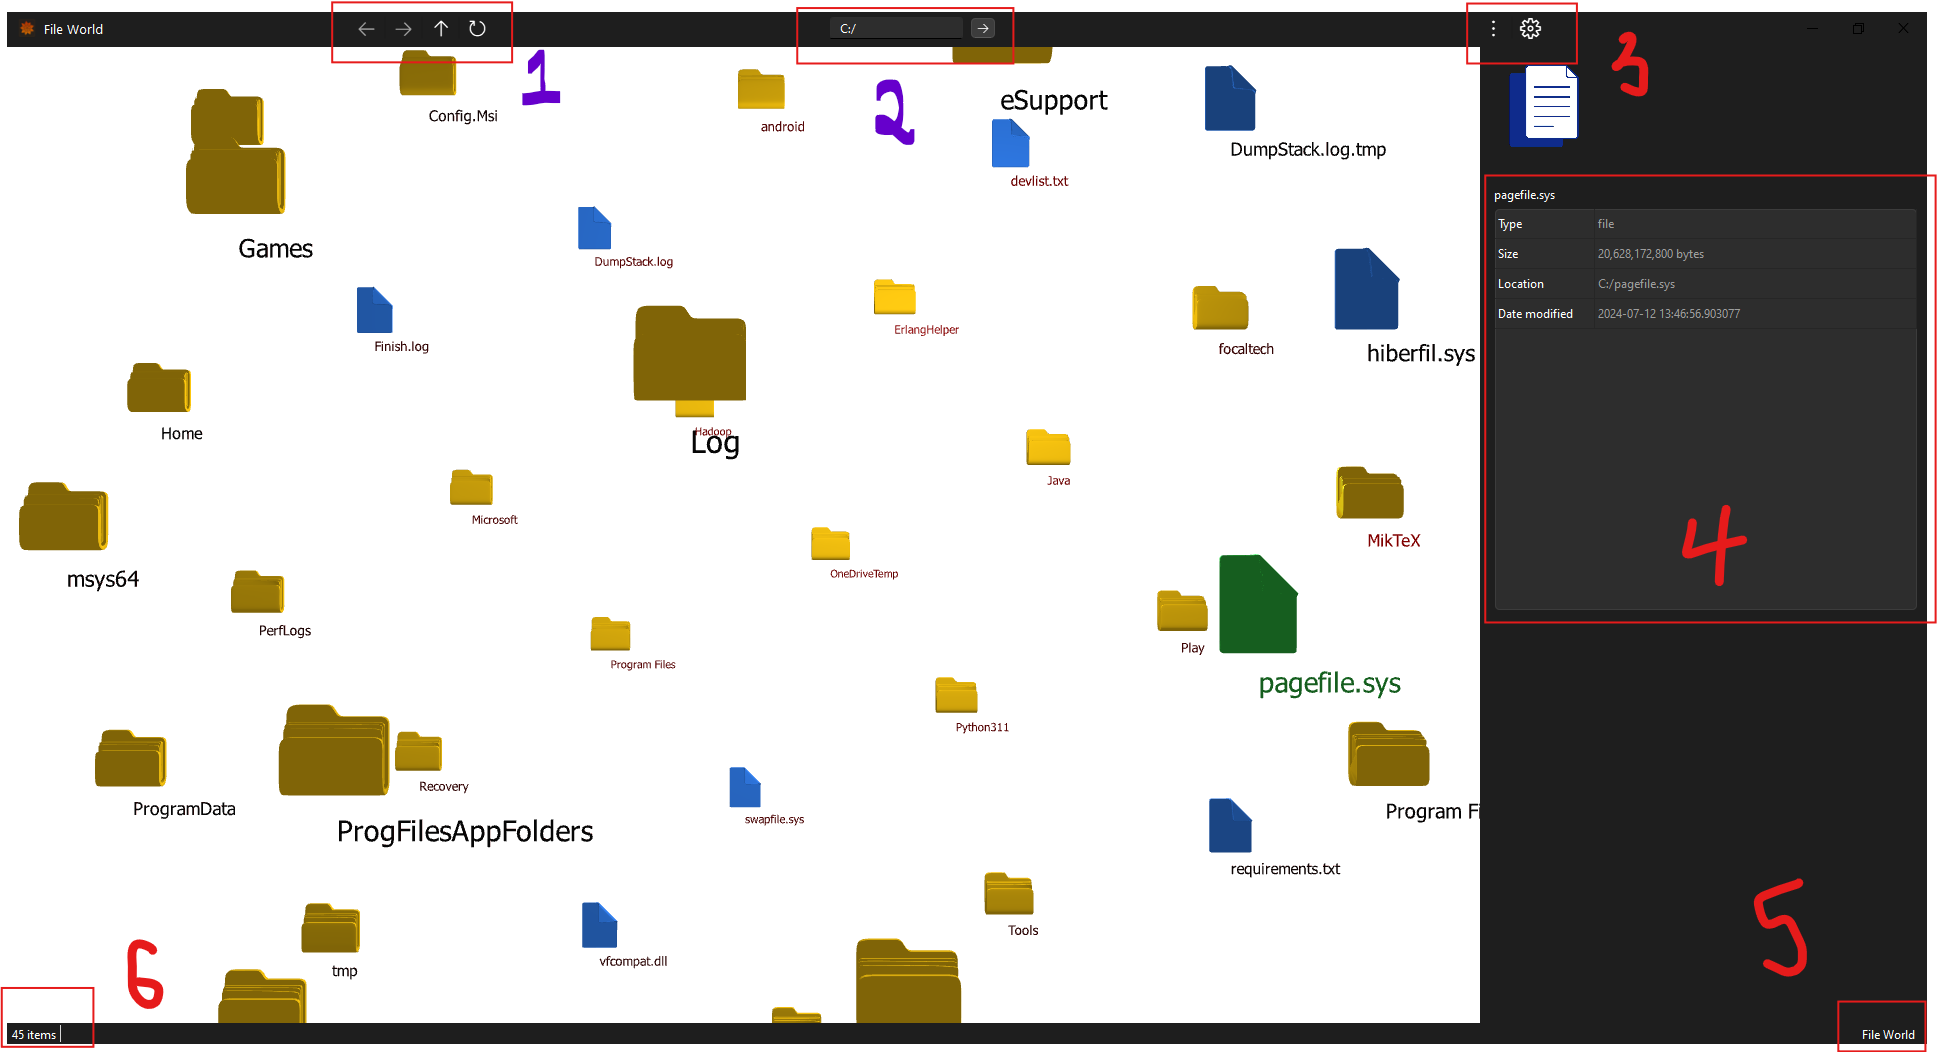 File World
C:/
1
2
3
Config.Msi
android
eSupport
devlist.txt
DumpStack.log.tmp
Games
DumpStack.log
Finish.log
ErlangHelper
focaltech
hiberfil.sys
Home
Hadoop
Log
Java
Microsoft
MikTeX
msys64
OneDriveTemp
PerfLogs
Program Files
Play
pagefile.sys
Python311
ProgramData
Recovery
ProgFilesAppFolders
swapfile.sys
Program Fi
requirements.txt
Tools
tmp
vfcompat.dll
pagefile.sys
Type file
Size 20,628,172,800 bytes
Location C:/pagefile.sys
Date modified 2024-07-12 13:46:56.903077
4
5
6
45 items
File World